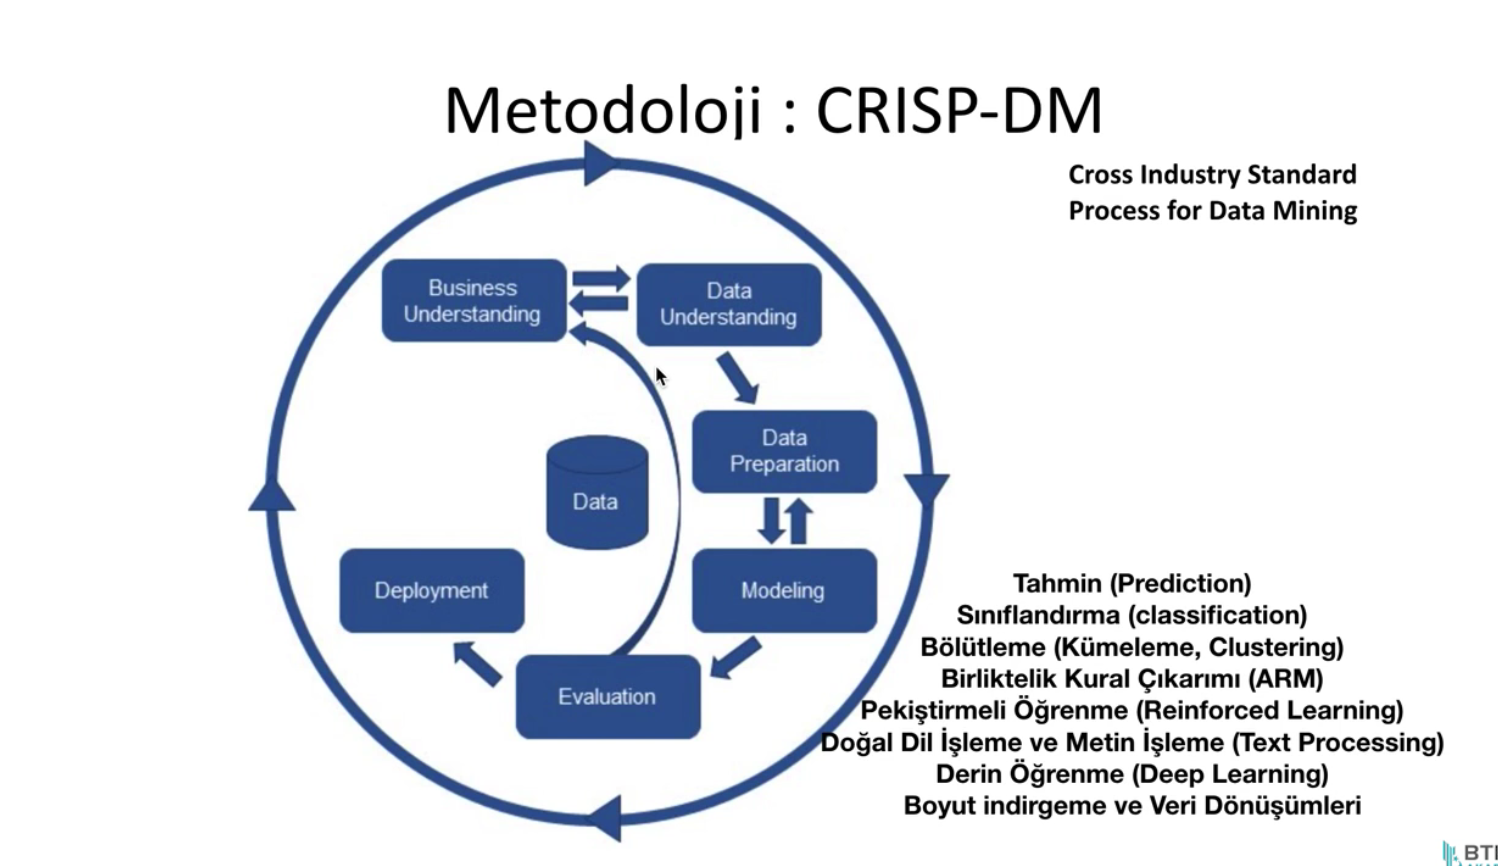 Metodoloji : CRISP-DM
Cross Industry Standard
Process for Data Mining
Business
Understanding
Data
Understanding
Data
Preparation
Data
Deployment
Modeling
Evaluation
Tahmin (Prediction)
Sınıflandırma (classification)
Bölütleme (Kümeleme, Clustering)
Birliktelik Kural Çıkarımı (ARM)
Pekiştirmeli Öğrenme (Reinforced Learning)
Doğal Dil İşleme ve Metin İşleme (Text Processing)
Derin Öğrenme (Deep Learning)
Boyut indirgeme ve Veri Dönüşümleri
BTI